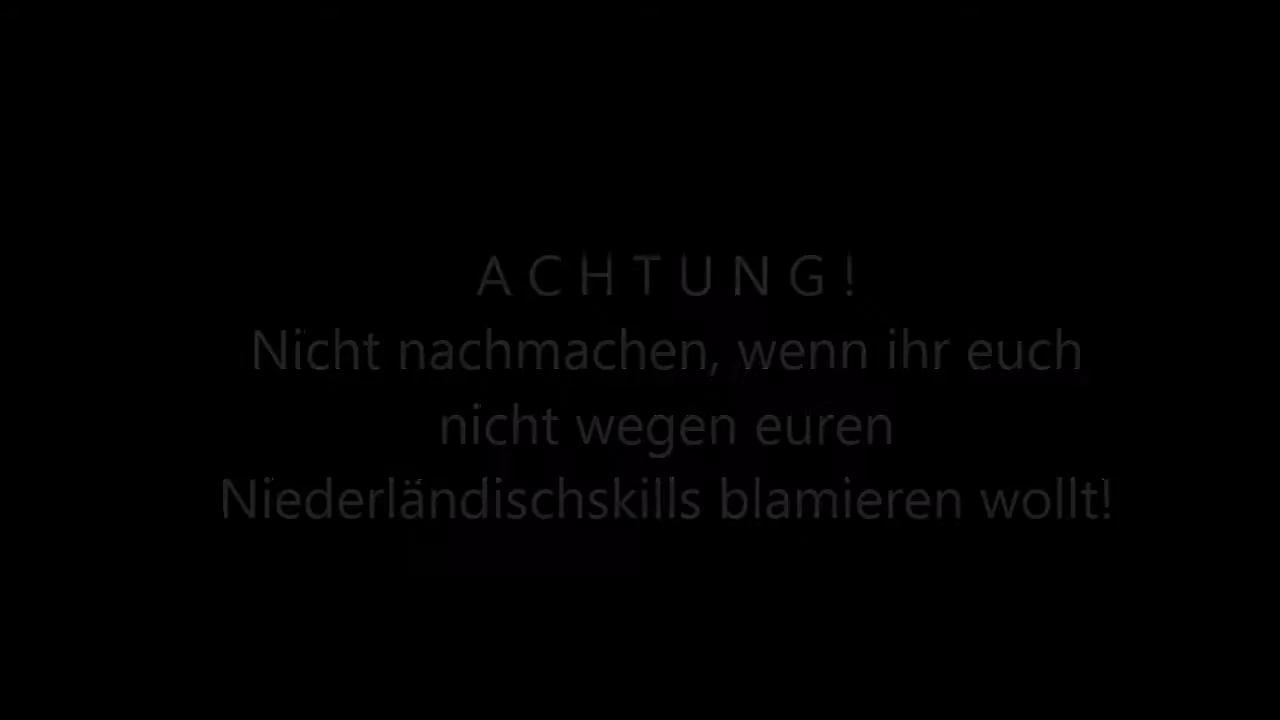 A C H T U N G !
Nicht nachmachen, wenn ihr euch
nicht wegen euren
Niederländischskills blamieren wollt!